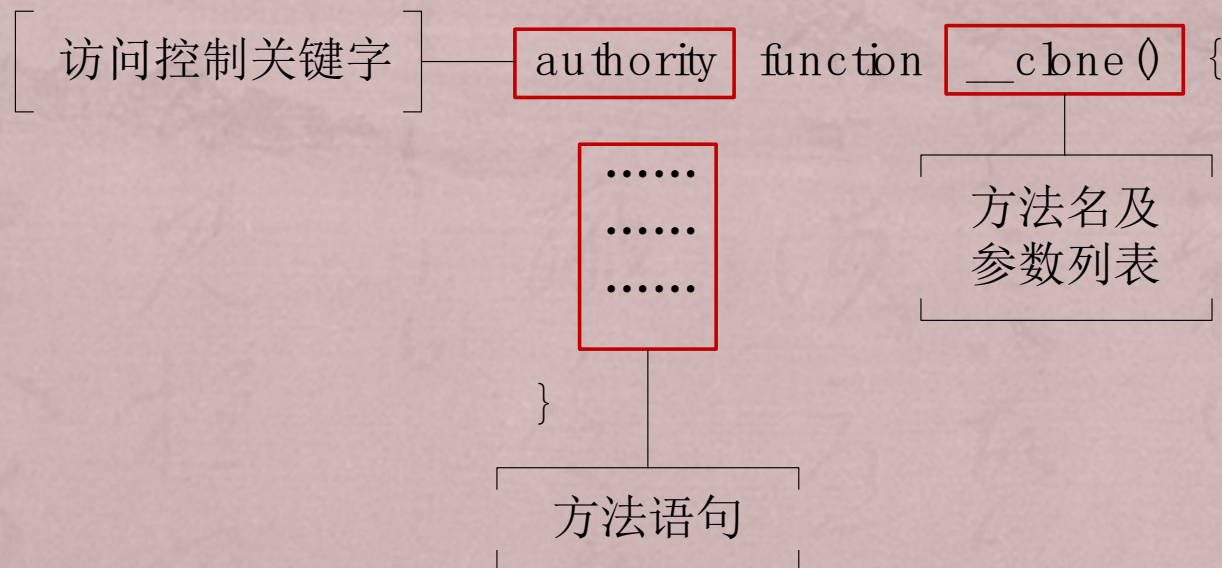 访问控制关键字 authority function __clone() {
……
……
……
方法名及
参数列表
}
方法语句